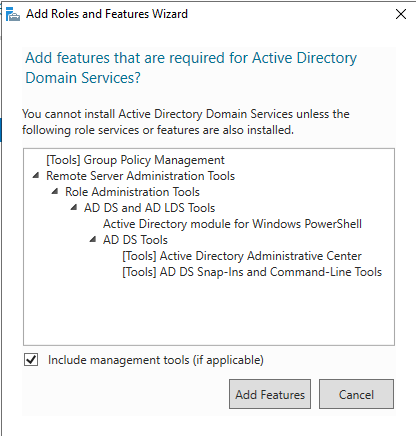 Add Roles and Features Wizard
Add features that are required for Active Directory
Domain Services?
You cannot install Active Directory Domain Services unless the
following role services or features are also installed.
[Tools] Group Policy Management
Remote Server Administration Tools
Role Administration Tools
AD DS and AD LDS Tools
Active Directory module for Windows PowerShell
AD DS Tools
[Tools] Active Directory Administrative Center
[Tools] AD DS Snap-Ins and Command-Line Tools
Include management tools (if applicable)
Add Features
Cancel